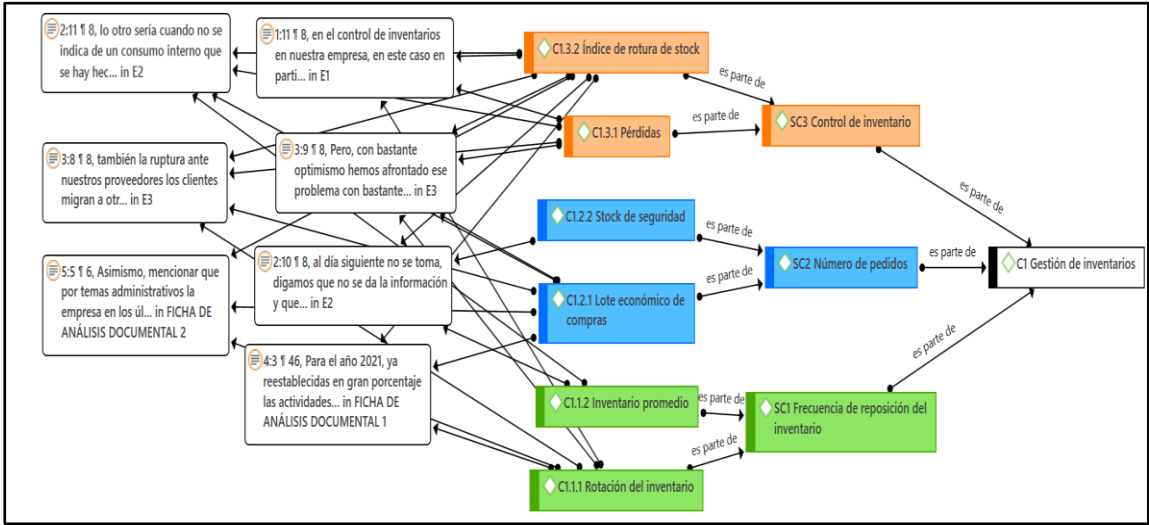 2:11 ¶ 8, lo otro sería cuando no se
indica de un consumo interno que
se hay hec... in E2
1:11 ¶ 8, en el control de inventarios
en nuestra empresa, en este caso en
parti... in E1
3:8 ¶ 8, también la ruptura ante
nuestros proveedores los clientes
migran a otr... in E3
3:9 ¶ 8, Pero, con bastante
optimismo hemos afrontado ese
problema con bastante... in E3
5:5 ¶ 6, Asimismo, mencionar que
por temas administrativos la
empresa en los úl... in FICHA DE
ANÁLISIS DOCUMENTAL 2
2:10 ¶ 8, al día siguiente no se toma,
digamos que no se da la información
y que... in E2
4:3 ¶ 46, Para el año 2021, ya
reestablecidas en gran porcentaje
las actividades... in FICHA DE
ANÁLISIS DOCUMENTAL 1
C1.3.2 Índice de rotura de stock
es parte de
C1.3.1 Pérdidas
es parte de
SC3 Control de inventario
es parte de
C1.2.2 Stock de seguridad
es parte de
C1.2.1 Lote económico de
compras
es parte de
SC2 Número de pedidos
es parte de
C1 Gestión de inventarios
C1.1.2 Inventario promedio
es parte de
C1.1.1 Rotación del inventario
es parte de
SC1 Frecuencia de reposición del
inventario
es parte de